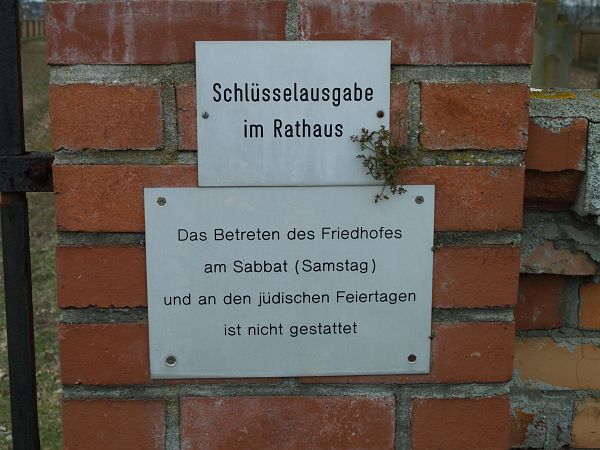 Schlüsselausgabe
im Rathaus
Das Betreten des Friedhofes
am Sabbat (Samstag)
und an den jüdischen Feiertagen
ist nicht gestattet